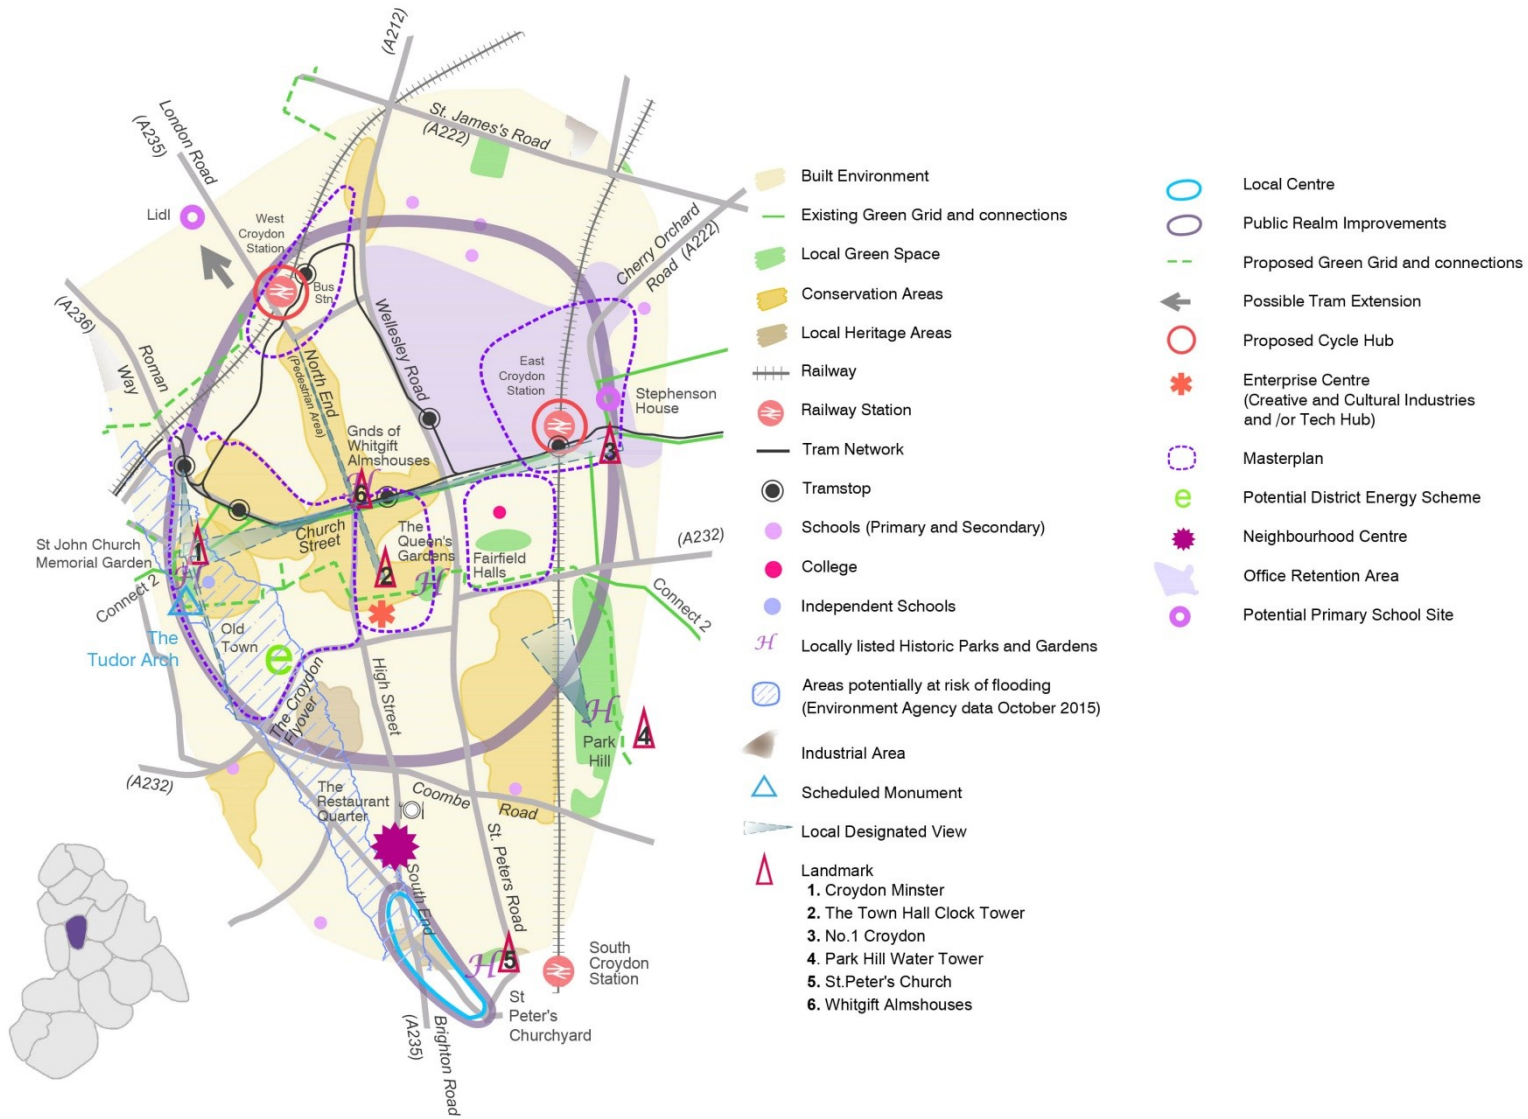 (A212)
London Road
(A235)
St. James's Road
(A222)
Lidl
West
Croydon
Station
Bus
Stn
Cherry Orchard
Road (A222)
(A236)
Roman
Way
North End
(Pedestrian Area)
Wellesley Road
East
Croydon
Station
Stephenson
House
Gnds of
Whitgift
Almshouses
H
6
3
Church
Street
The
Queen's
Gardens
Fairfield
Halls
(A232)
St John Church
Memorial Garden
1
2
H
H
Connect 2
Connect 2
The
Tudor Arch
Old
Town
e
The Croydon
Flyover
High Street
H
Park
Hill
4
(A232)
The
Restaurant
Quarter
Coombe
Road
St. Peters Road
South End
H
5
South
Croydon
Station
St
Peter's
Churchyard
(A235)
Brighton Road
Built Environment
Existing Green Grid and connections
Local Green Space
Conservation Areas
Local Heritage Areas
Railway
Railway Station
Tram Network
Tramstop
Schools (Primary and Secondary)
College
Independent Schools
H
Locally listed Historic Parks and Gardens
Areas potentially at risk of flooding
(Environment Agency data October 2015)
Industrial Area
Scheduled Monument
Local Designated View
Landmark
1. Croydon Minster
2. The Town Hall Clock Tower
3. No.1 Croydon
4. Park Hill Water Tower
5. St.Peter's Church
6. Whitgift Almshouses
Local Centre
Public Realm Improvements
Proposed Green Grid and connections
Possible Tram Extension
Proposed Cycle Hub
Enterprise Centre
(Creative and Cultural Industries
and /or Tech Hub)
Masterplan
e
Potential District Energy Scheme
Neighbourhood Centre
Office Retention Area
Potential Primary School Site